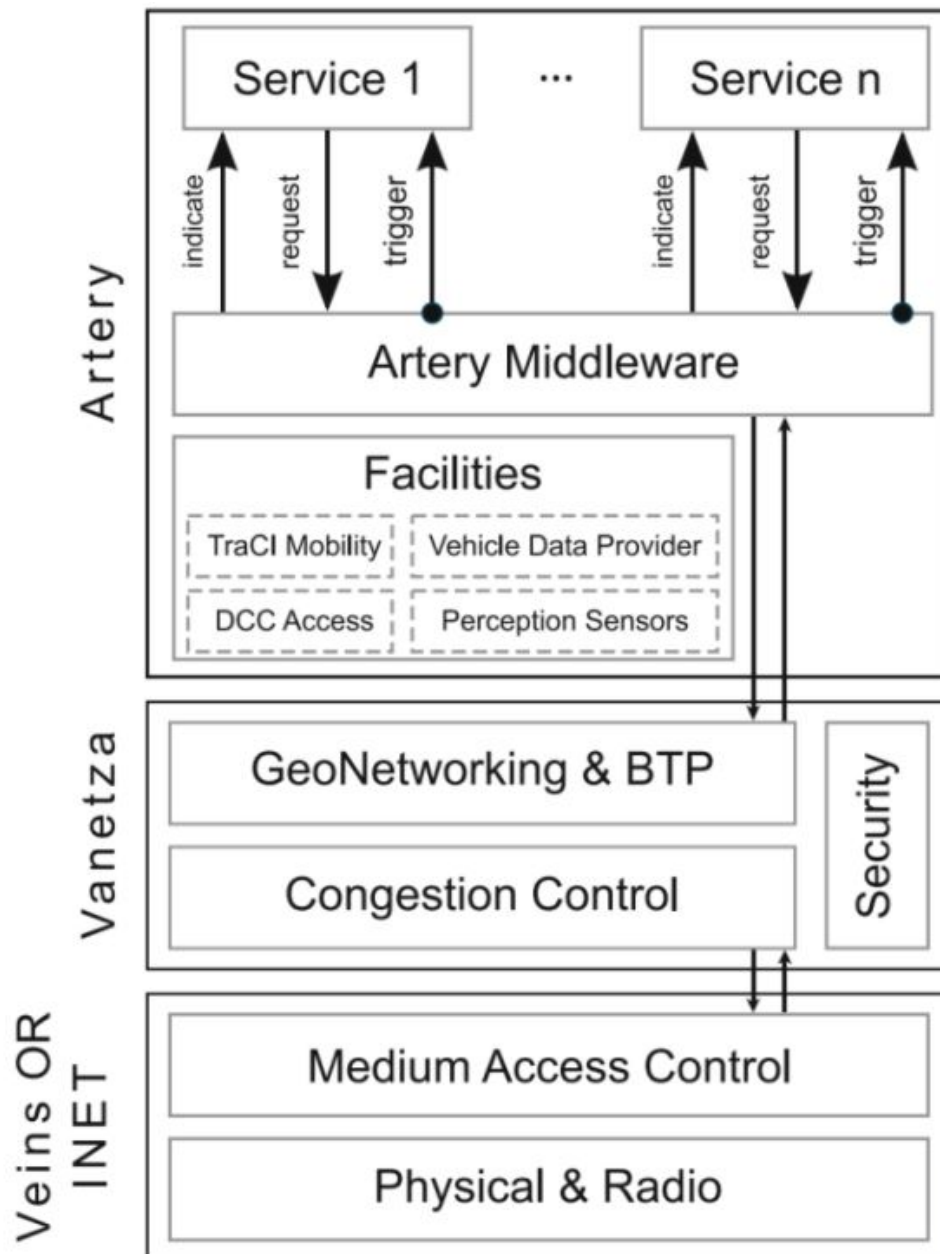 Artery
Service 1
...
Service n
indicate
request
trigger
indicate
request
trigger
Artery Middleware
Facilities
TraCI Mobility
Vehicle Data Provider
DCC Access
Perception Sensors
Vanetza
GeoNetworking & BTP
Congestion Control
Security
Veins OR
INET
Medium Access Control
Physical & Radio